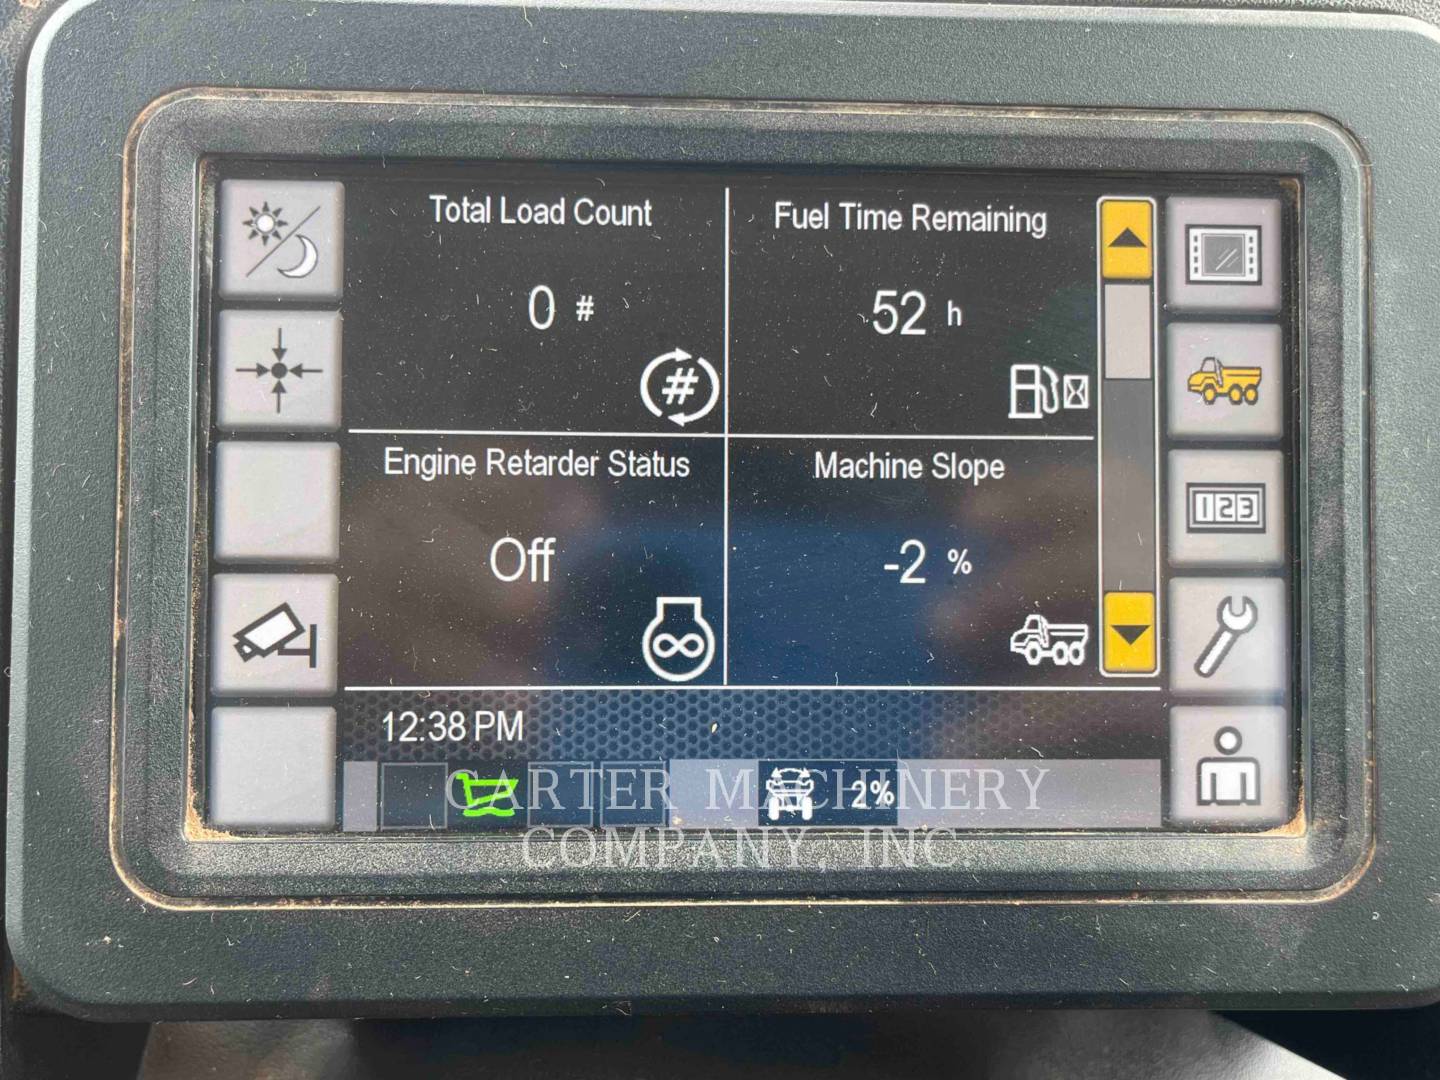 Total Load Count
0 #
#
Fuel Time Remaining
52 h
Engine Retarder Status
Off
Machine Slope
-2 %
123
12:38 PM
2%
CARTER MACHINERY
COMPANY, INC.